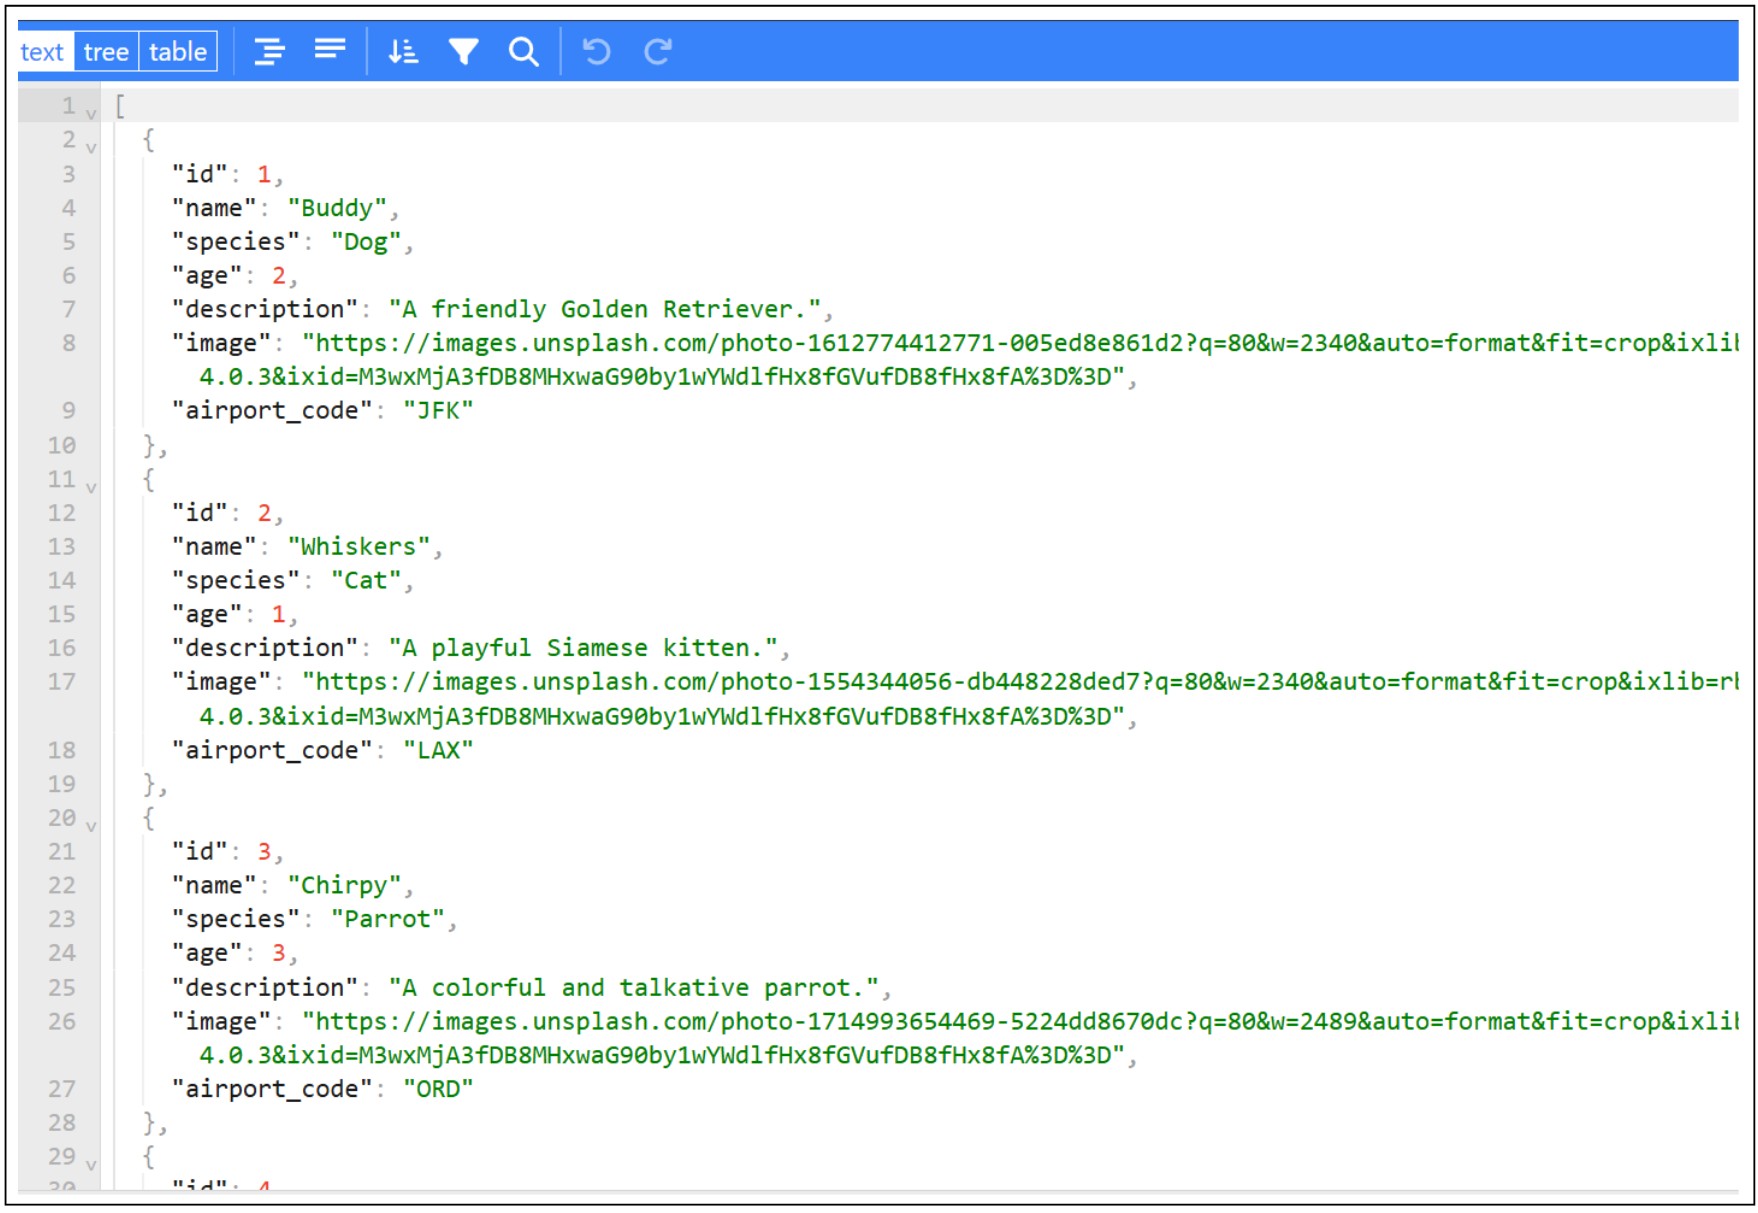 text tree table
1 [
2 {
3 "id": 1,
4 "name": "Buddy",
5 "species": "Dog",
6 "age": 2,
7 "description": "A friendly Golden Retriever.",
8 "image": "https://images.unsplash.com/photo-1612774412771-005ed8e861d2?q=80&w=2340&auto=format&fit=crop&ixlib
4.0.3&ixid=M3wxMjA3fDB8MHxwaG90by1wYWdlfHx8fGVufDB8fHx8fA%3D%3D",
9 "airport_code": "JFK"
10 },
11 {
12 "id": 2,
13 "name": "Whiskers",
14 "species": "Cat",
15 "age": 1,
16 "description": "A playful Siamese kitten.",
17 "image": "https://images.unsplash.com/photo-1554344056-db448228ded7?q=80&w=2340&auto=format&fit=crop&ixlib=rb
4.0.3&ixid=M3wxMjA3fDB8MHxwaG90by1wYWdlfHx8fGVufDB8fHx8fA%3D%3D",
18 "airport_code": "LAX"
19 },
20 {
21 "id": 3,
22 "name": "Chirpy",
23 "species": "Parrot",
24 "age": 3,
25 "description": "A colorful and talkative parrot.",
26 "image": "https://images.unsplash.com/photo-1714993654469-5224dd8670dc?q=80&w=2489&auto=format&fit=crop&ixlib
4.0.3&ixid=M3wxMjA3fDB8MHxwaG90by1wYWdlfHx8fGVufDB8fHx8fA%3D%3D",
27 "airport_code": "ORD"
28 },
29 {
30 "id": 4